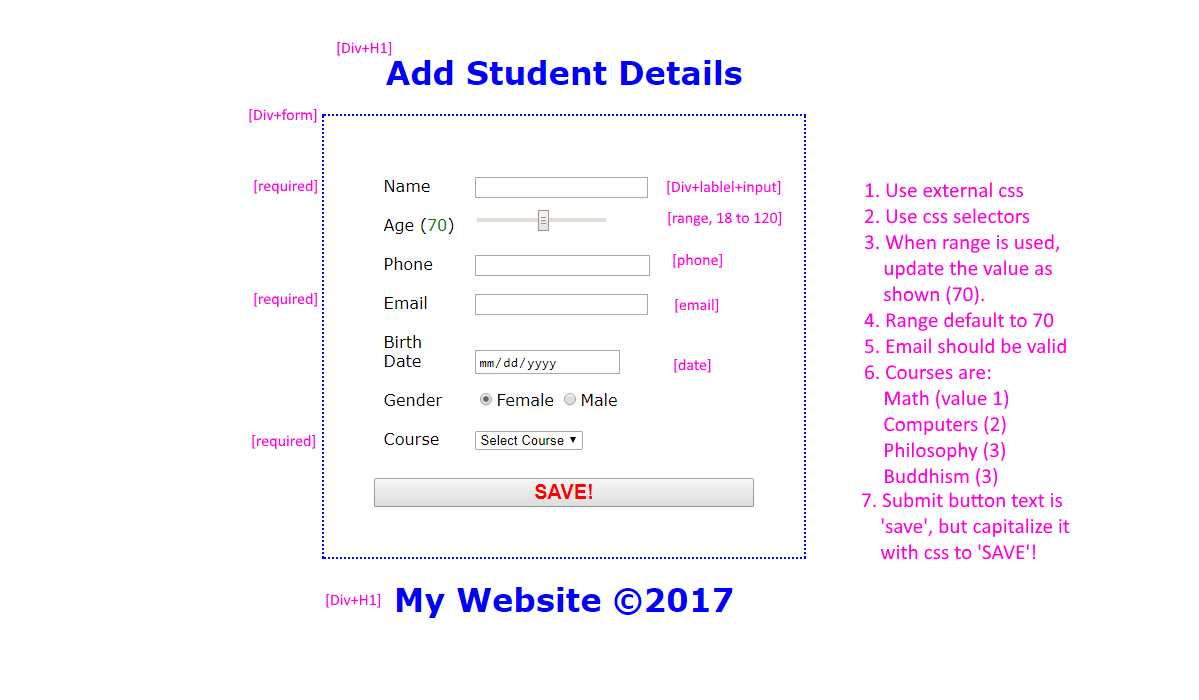 [Div+H1]
Add Student Details
[Div+form]
[required] Name [Div+lablel+input]
Age (70) [range, 18 to 120]
Phone [phone]
[required] Email [email]
Birth
Date mm/dd/yyyy [date]
Gender Female Male
[required] Course Select Course
SAVE!
[Div+H1] My Website ©2017
1. Use external css
2. Use css selectors
3. When range is used,
update the value as
shown (70).
4. Range default to 70
5. Email should be valid
6. Courses are:
Math (value 1)
Computers (2)
Philosophy (3)
Buddhism (3)
7. Submit button text is
'save', but capitalize it
with css to 'SAVE'!